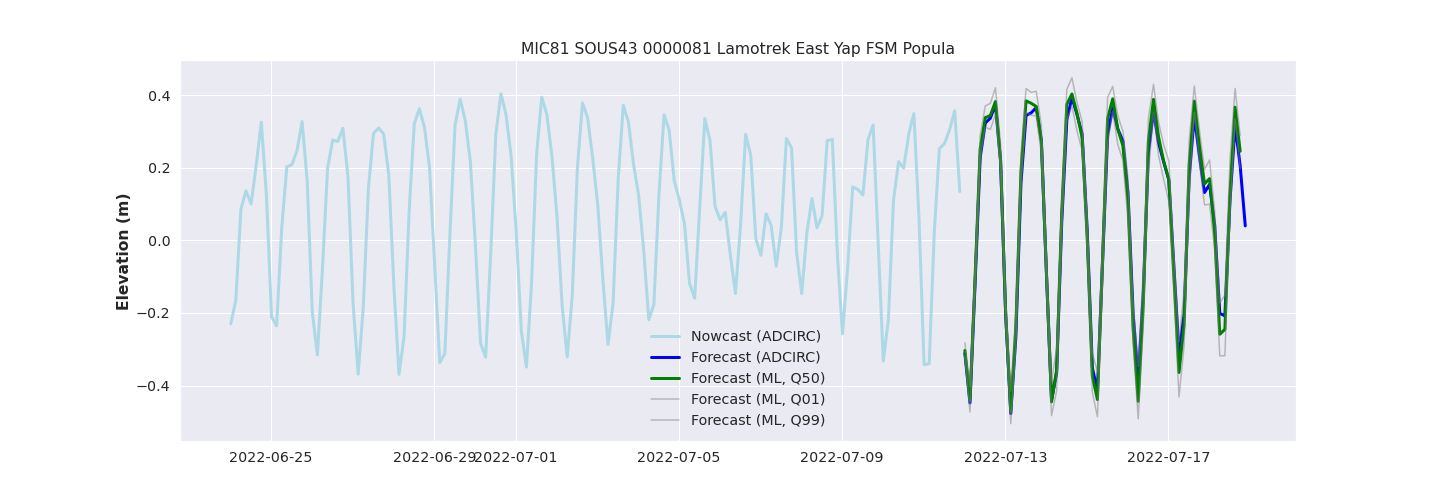 MIC81 SOUS43 0000081 Lamotrek East Yap FSM Popula
Elevation (m)
0.4
0.2
0.0
−0.2
−0.4
Nowcast (ADCIRC)
Forecast (ADCIRC)
Forecast (ML, Q50)
Forecast (ML, Q01)
Forecast (ML, Q99)
2022-06-25 2022-06-29 2022-07-01 2022-07-05 2022-07-09 2022-07-13 2022-07-17